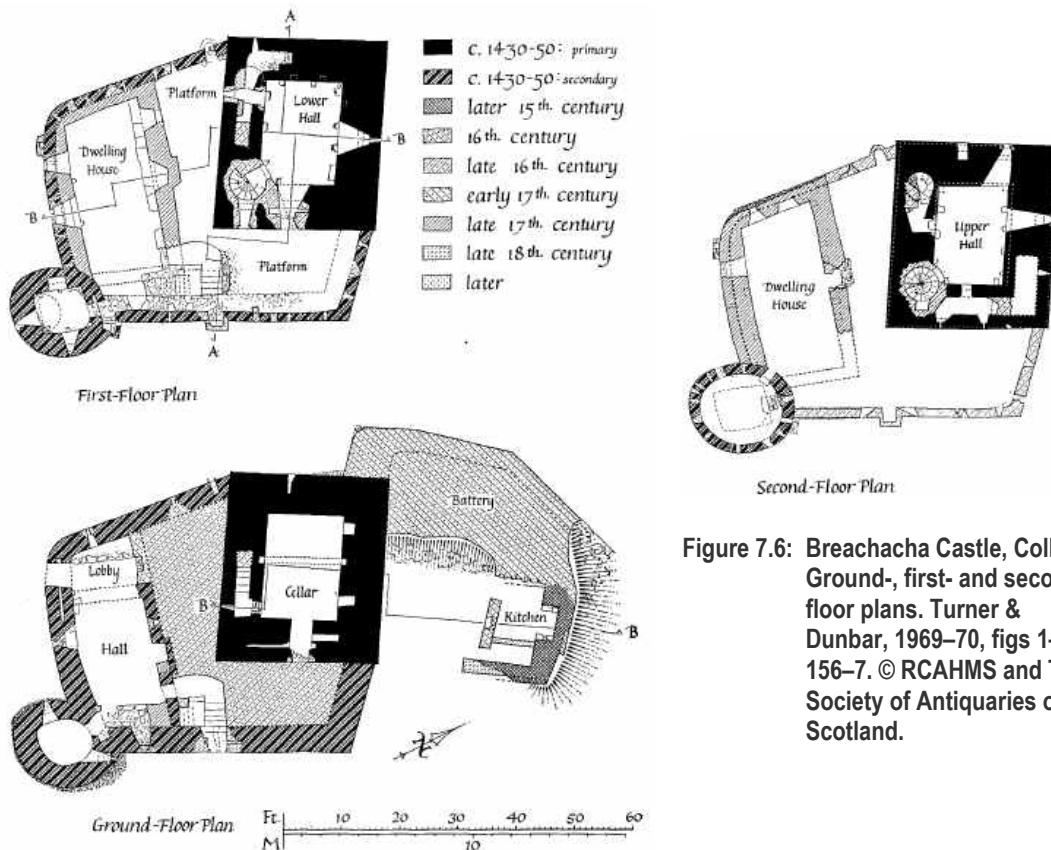 A
Platform
Lower
Hall
Dwelling
House
B
B
Platform
A
First-Floor Plan
c. 1430-50: primary
c. 1430-50: secondary
later 15th. century
16th. century
late 16th. century
early 17th. century
late 17th. century
late 18th. century
later
Upper
Hall
Dwelling
House
Second-Floor Plan
Battery
Lobby
Cellar
B
Hall
Kitchen
B
N
Ground-Floor Plan
Ft. 10 20 30 40 50 60
M 10
Figure 7.6: Breachacha Castle, Coll
Ground-, first- and seco
floor plans. Turner &
Dunbar, 1969–70, figs 1-
156–7. © RCAHMS and
Society of Antiquaries o
Scotland.